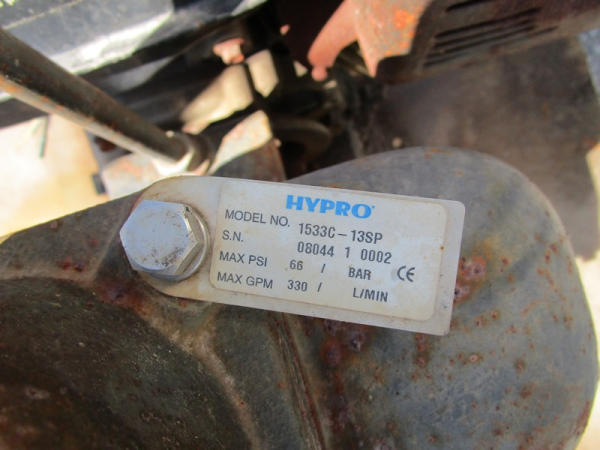 HYPRO
MODEL NO. 1533C-13SP
S.N. 08044 1 0002
MAX PSI 66 / BAR CE
MAX GPM 330 / L/MIN